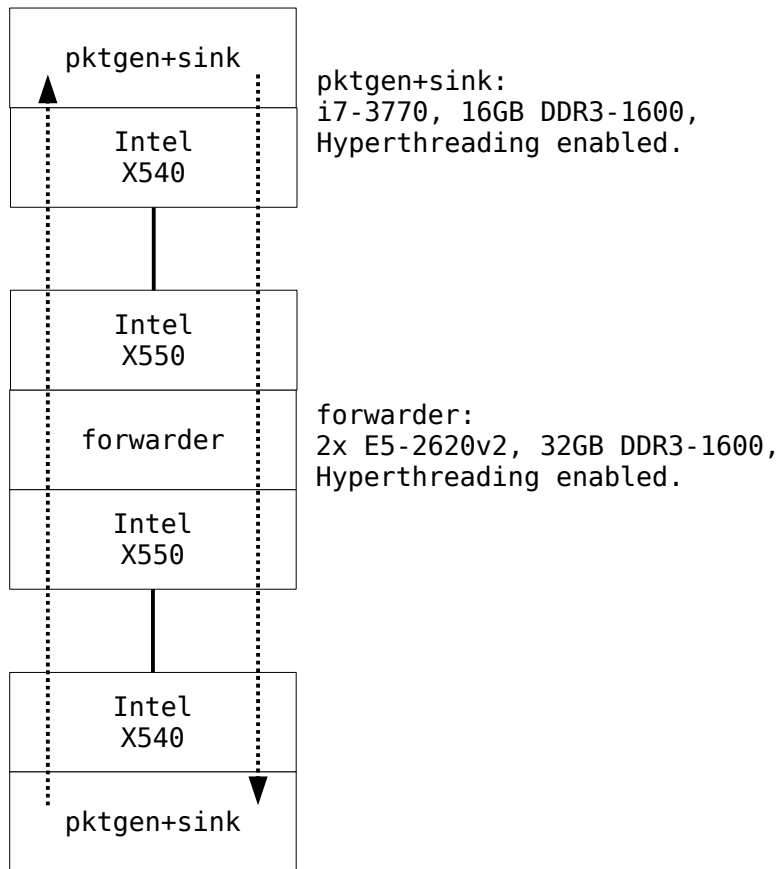 pktgen+sink
pktgen+sink:
i7-3770, 16GB DDR3-1600,
Hyperthreading enabled.
Intel
X540
Intel
X550
forwarder
forwarder:
2x E5-2620v2, 32GB DDR3-1600,
Hyperthreading enabled.
Intel
X550
Intel
X540
pktgen+sink